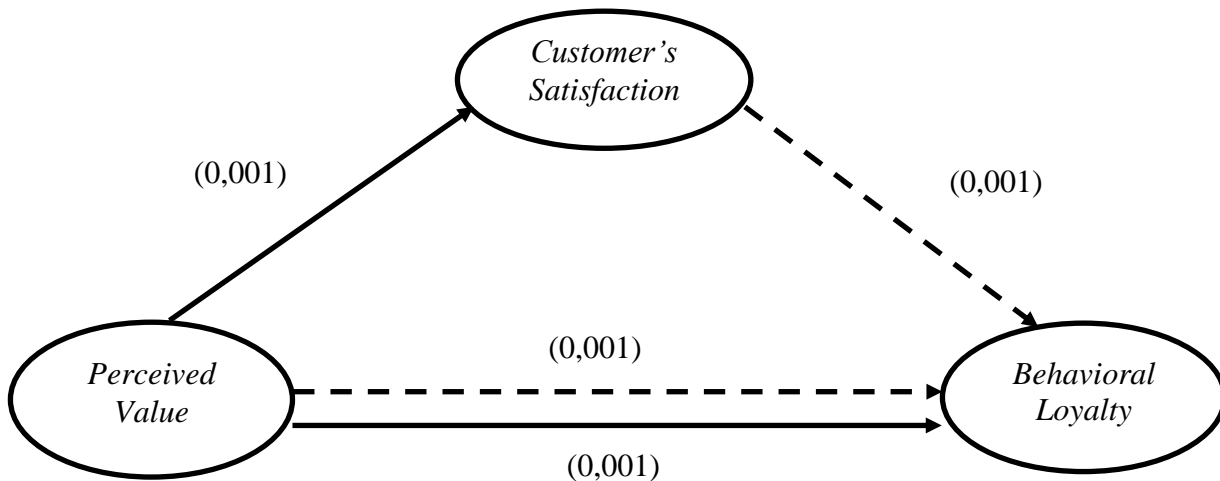 Customer’s
Satisfaction
(0,001)
(0,001)
(0,001)
Perceived
Value
Behavioral
Loyalty
(0,001)